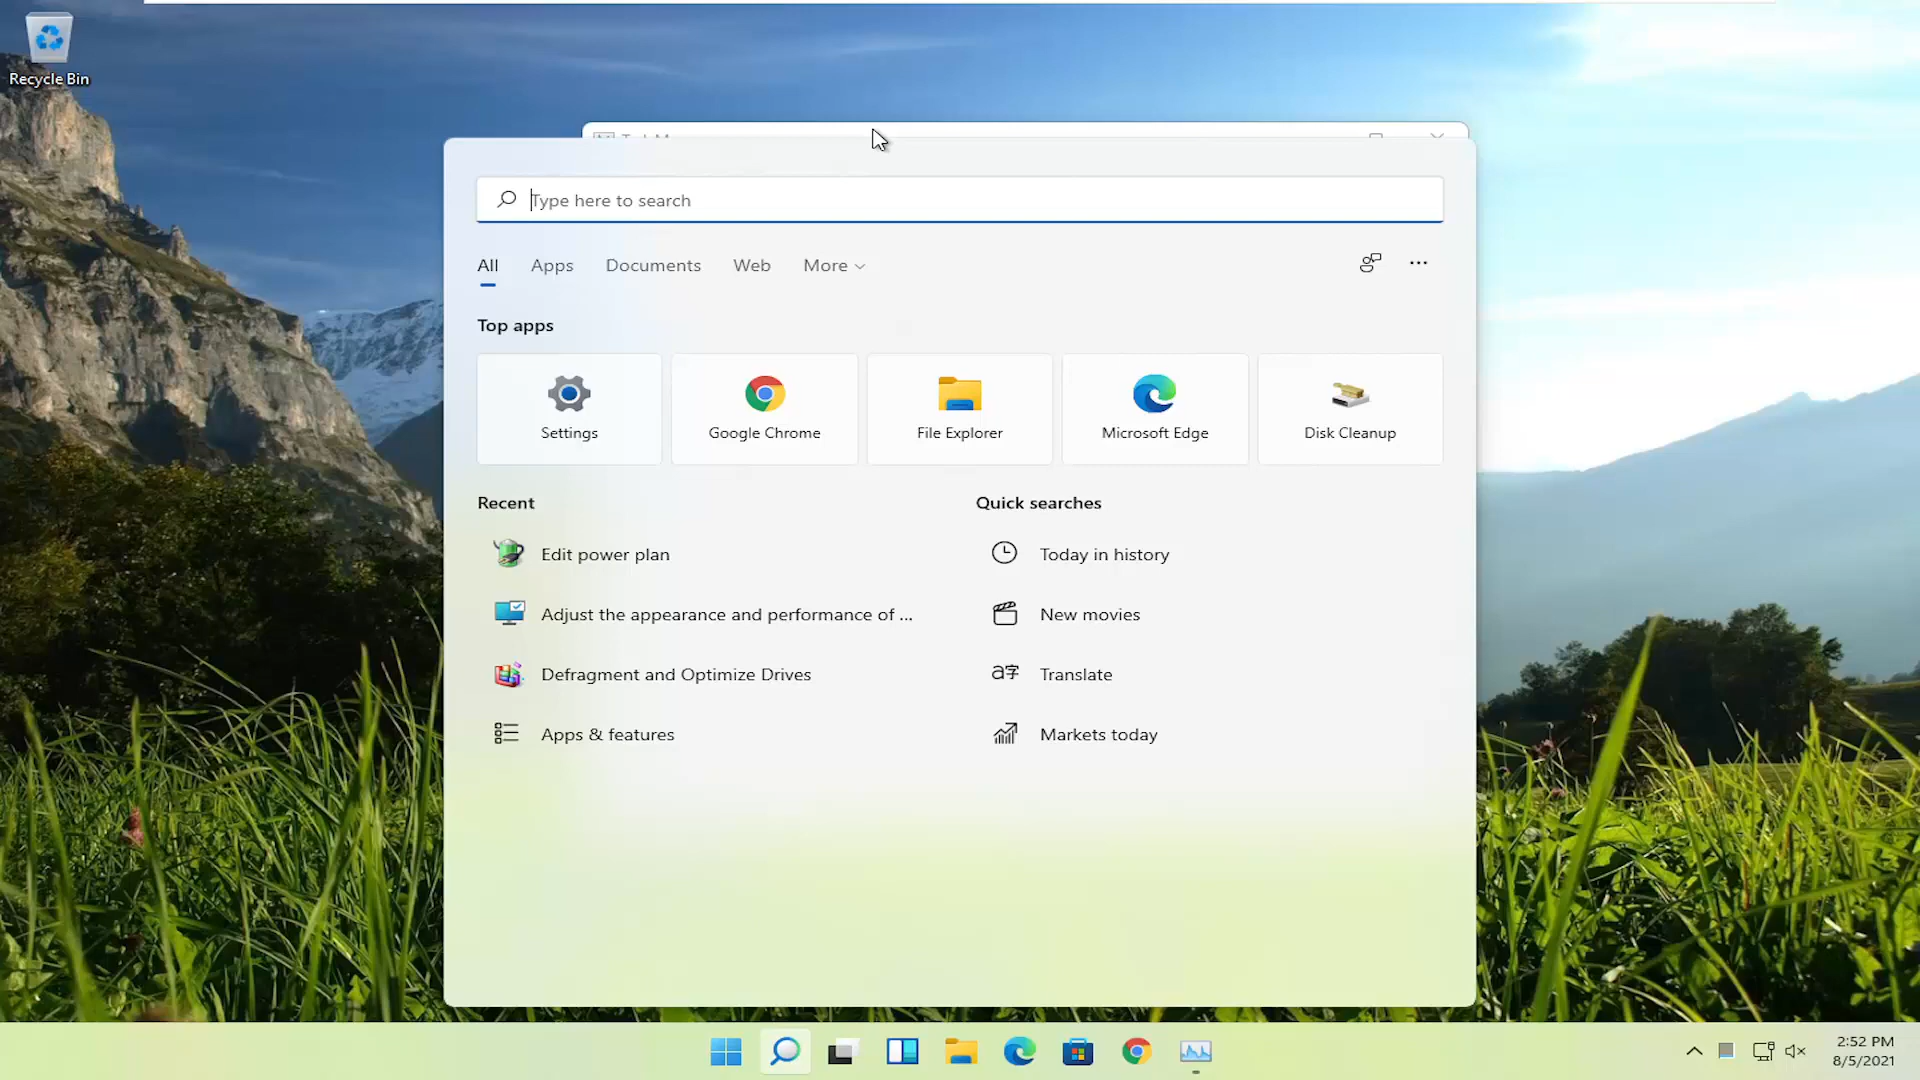 Recycle Bin
Type here to search
All Apps Documents Web More
Top apps
Settings Google Chrome File Explorer Microsoft Edge Disk Cleanup
Recent Quick searches
Edit power plan Today in history
Adjust the appearance and performance of ... New movies
Defragment and Optimize Drives a字 Translate
Apps & features Markets today
2:52 PM
8/5/2021